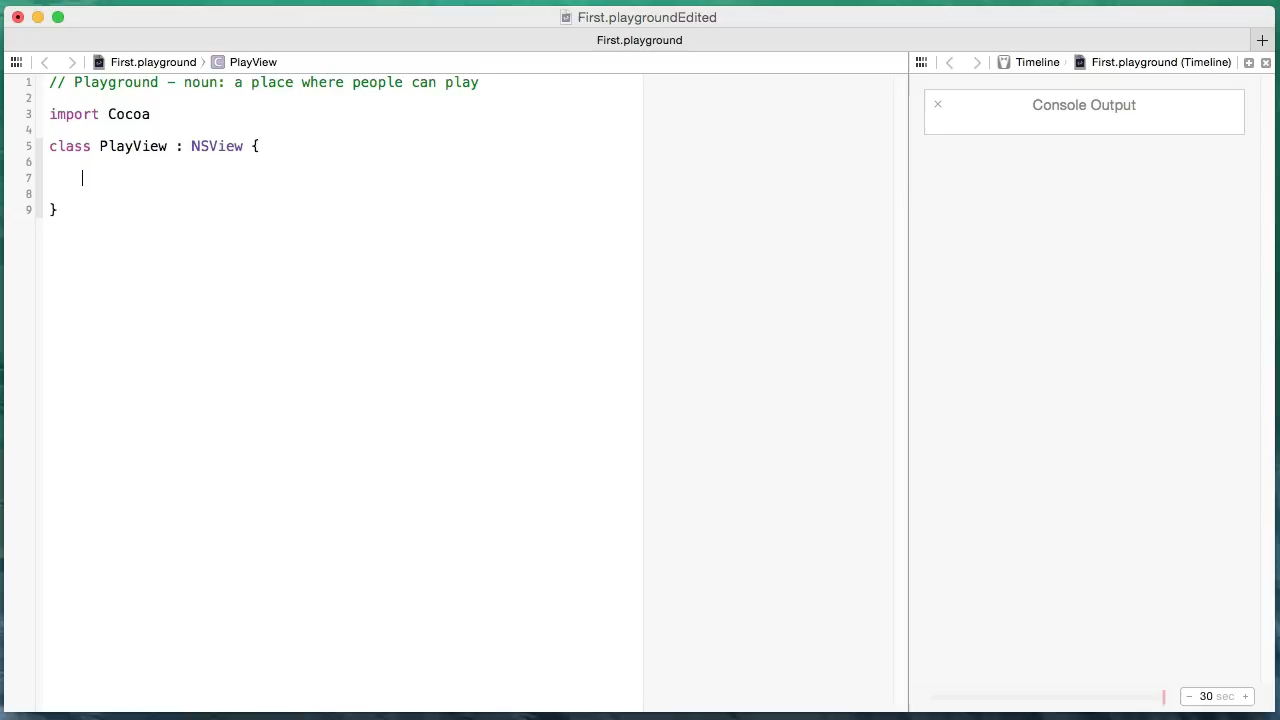 First.playgroundEdited
First.playground
First.playground › PlayView
Timeline › First.playground (Timeline)
1 // Playground - noun: a place where people can play
2
3 import Cocoa
4
5 class PlayView : NSView {
6
7
8
9 }
Console Output
- 30 sec +